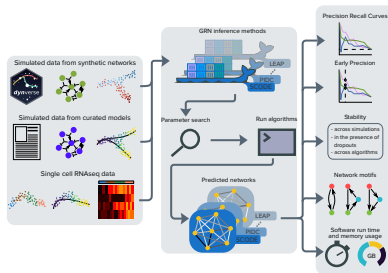 Simulated data from synthetic networks
dynverse
Simulated data from curated models
Single cell RNAseq data
GRN inference methods
LEAP
PIDC
SCODE
Parameter search
Run algorithms
Predicted networks
LEAP
PIDC
SCODE
Precision Recall Curves
Early Precision
Stability
- across simulations
- in the presence of
dropouts
- across algorithms
Network motifs
Software run time
and memory usage
GB